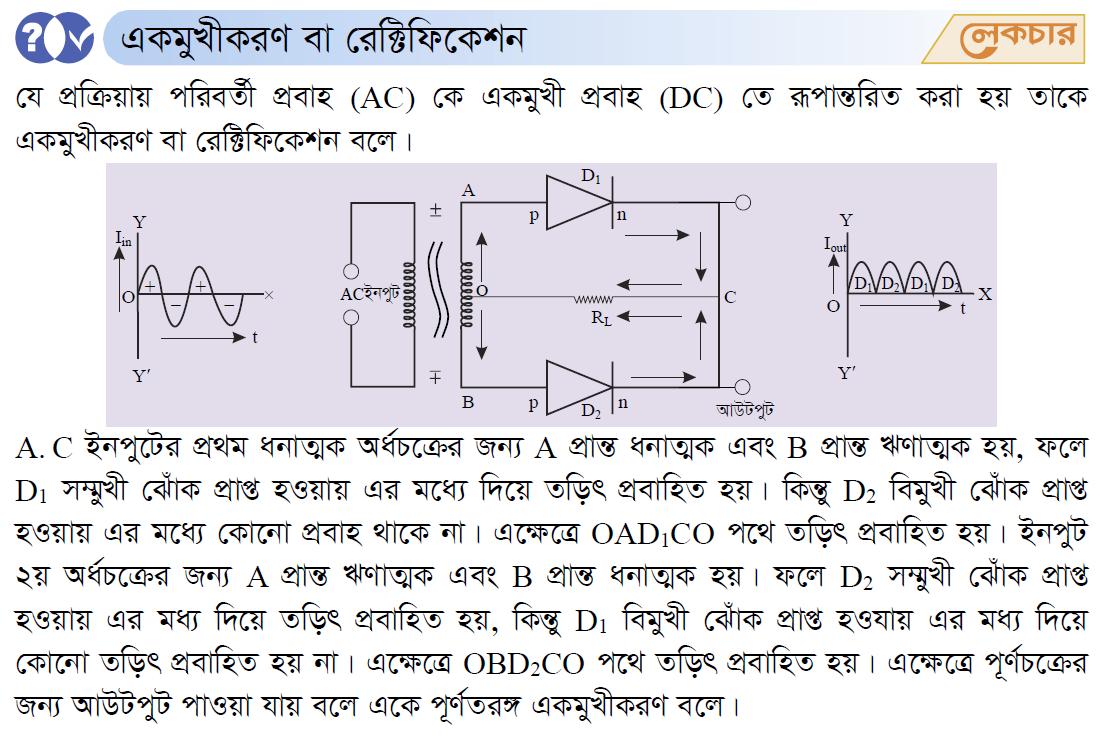 ?
একমুখীকরণ বা রেক্টিফিকেশন
লেকচার
যে প্রক্রিয়ায় পরিবর্তী প্রবাহ (AC) কে একমুখী প্রবাহ (DC) তে রূপান্তরিত করা হয় তাকে
একমুখীকরণ বা রেক্টিফিকেশন বলে।
Y
Iin
O
+
+
−
−
×
t
Y′
ACইনপুট
±
∓
A
O
B
p
D1
n
RL
C
p
D2
n
আউটপুট
Y
Iout
O
D1 D2 D1 D2
X
t
Y′
A. C ইনপুটের প্রথম ধনাত্মক অর্ধচক্রের জন্য A প্রান্ত ধনাত্মক এবং B প্রান্ত ঋণাত্মক হয়, ফলে
D1 সম্মুখী ঝোঁক প্রাপ্ত হওয়ায় এর মধ্যে দিয়ে তড়িৎ প্রবাহিত হয়। কিন্তু D2 বিমুখী ঝোঁক প্রাপ্ত
হওয়ায় এর মধ্যে কোনো প্রবাহ থাকে না। এক্ষেত্রে OAD1CO পথে তড়িৎ প্রবাহিত হয়। ইনপুট
২য় অর্ধচক্রের জন্য A প্রান্ত ঋণাত্মক এবং B প্রান্ত ধনাত্মক হয়। ফলে D2 সম্মুখী ঝোঁক প্রাপ্ত
হওয়ায় এর মধ্য দিয়ে তড়িৎ প্রবাহিত হয়, কিন্তু D1 বিমুখী ঝোঁক প্রাপ্ত হওযায় এর মধ্য দিয়ে
কোনো তড়িৎ প্রবাহিত হয় না। এক্ষেত্রে OBD2CO পথে তড়িৎ প্রবাহিত হয়। এক্ষেত্রে পূর্ণচক্রের
জন্য আউটপুট পাওয়া যায় বলে একে পূর্ণতরঙ্গ একমুখীকরণ বলে।